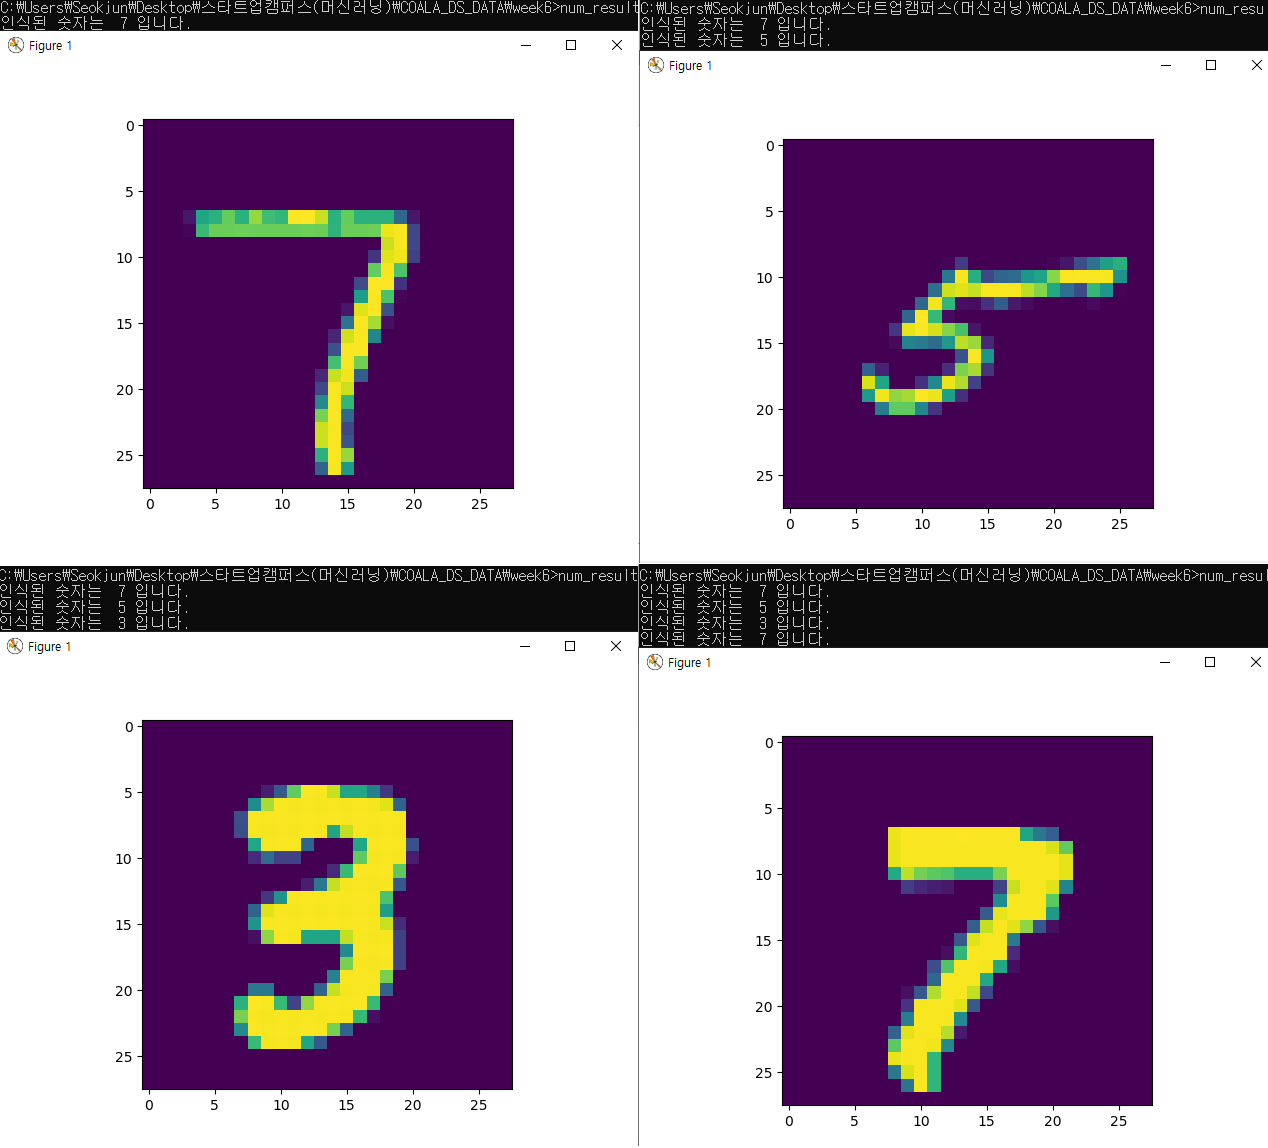 C:₩Users₩Seokjun₩Desktop₩스타트업캠퍼스(머신러닝)₩COALA_DS_DATA₩week6>num_result
인식된 숫자는  7 입니다.
Figure 1
0
5
10
15
20
25
0 5 10 15 20 25
7
C:₩Users₩Seokjun₩Desktop₩스타트업캠퍼스(머신러닝)₩COALA_DS_DATA₩week6>num_resu
인식된 숫자는  7 입니다.
인식된 숫자는  5 입니다.
Figure 1
0
5
10
15
20
25
0 5 10 15 20 25
5
C:₩Users₩Seokjun₩Desktop₩스타트업캠퍼스(머신러닝)₩COALA_DS_DATA₩week6>num_result
인식된 숫자는  7 입니다.
인식된 숫자는  5 입니다.
인식된 숫자는  3 입니다.
Figure 1
0
5
10
15
20
25
0 5 10 15 20 25
3
C:₩Users₩Seokjun₩Desktop₩스타트업캠퍼스(머신러닝)₩COALA_DS_DATA₩week6>num_resul
인식된 숫자는  7 입니다.
인식된 숫자는  5 입니다.
인식된 숫자는  3 입니다.
인식된 숫자는  7 입니다.
Figure 1
0
5
10
15
20
25
0 5 10 15 20 25
7